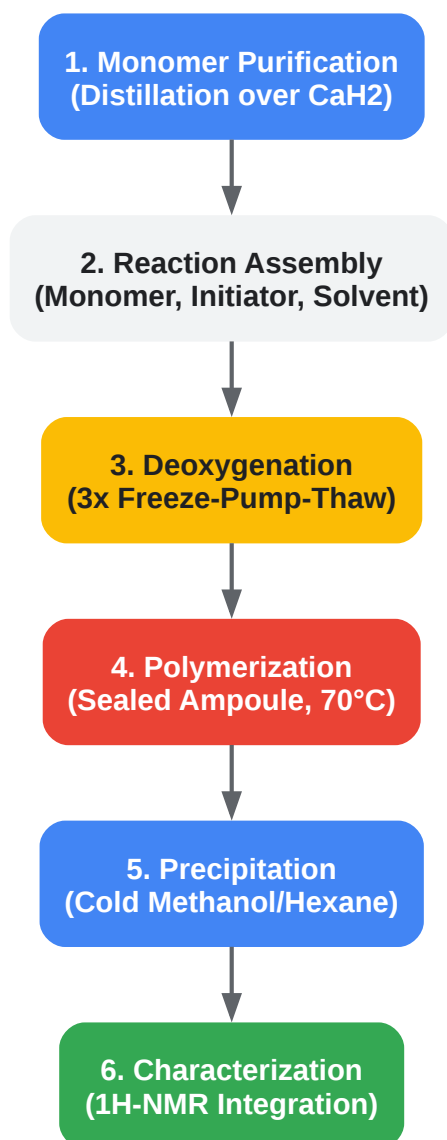 1. Monomer Purification
(Distillation over CaH2)
2. Reaction Assembly
(Monomer, Initiator, Solvent)
3. Deoxygenation
(3x Freeze-Pump-Thaw)
4. Polymerization
(Sealed Ampoule, 70°C)
5. Precipitation
(Cold Methanol/Hexane)
6. Characterization
(1H-NMR Integration)